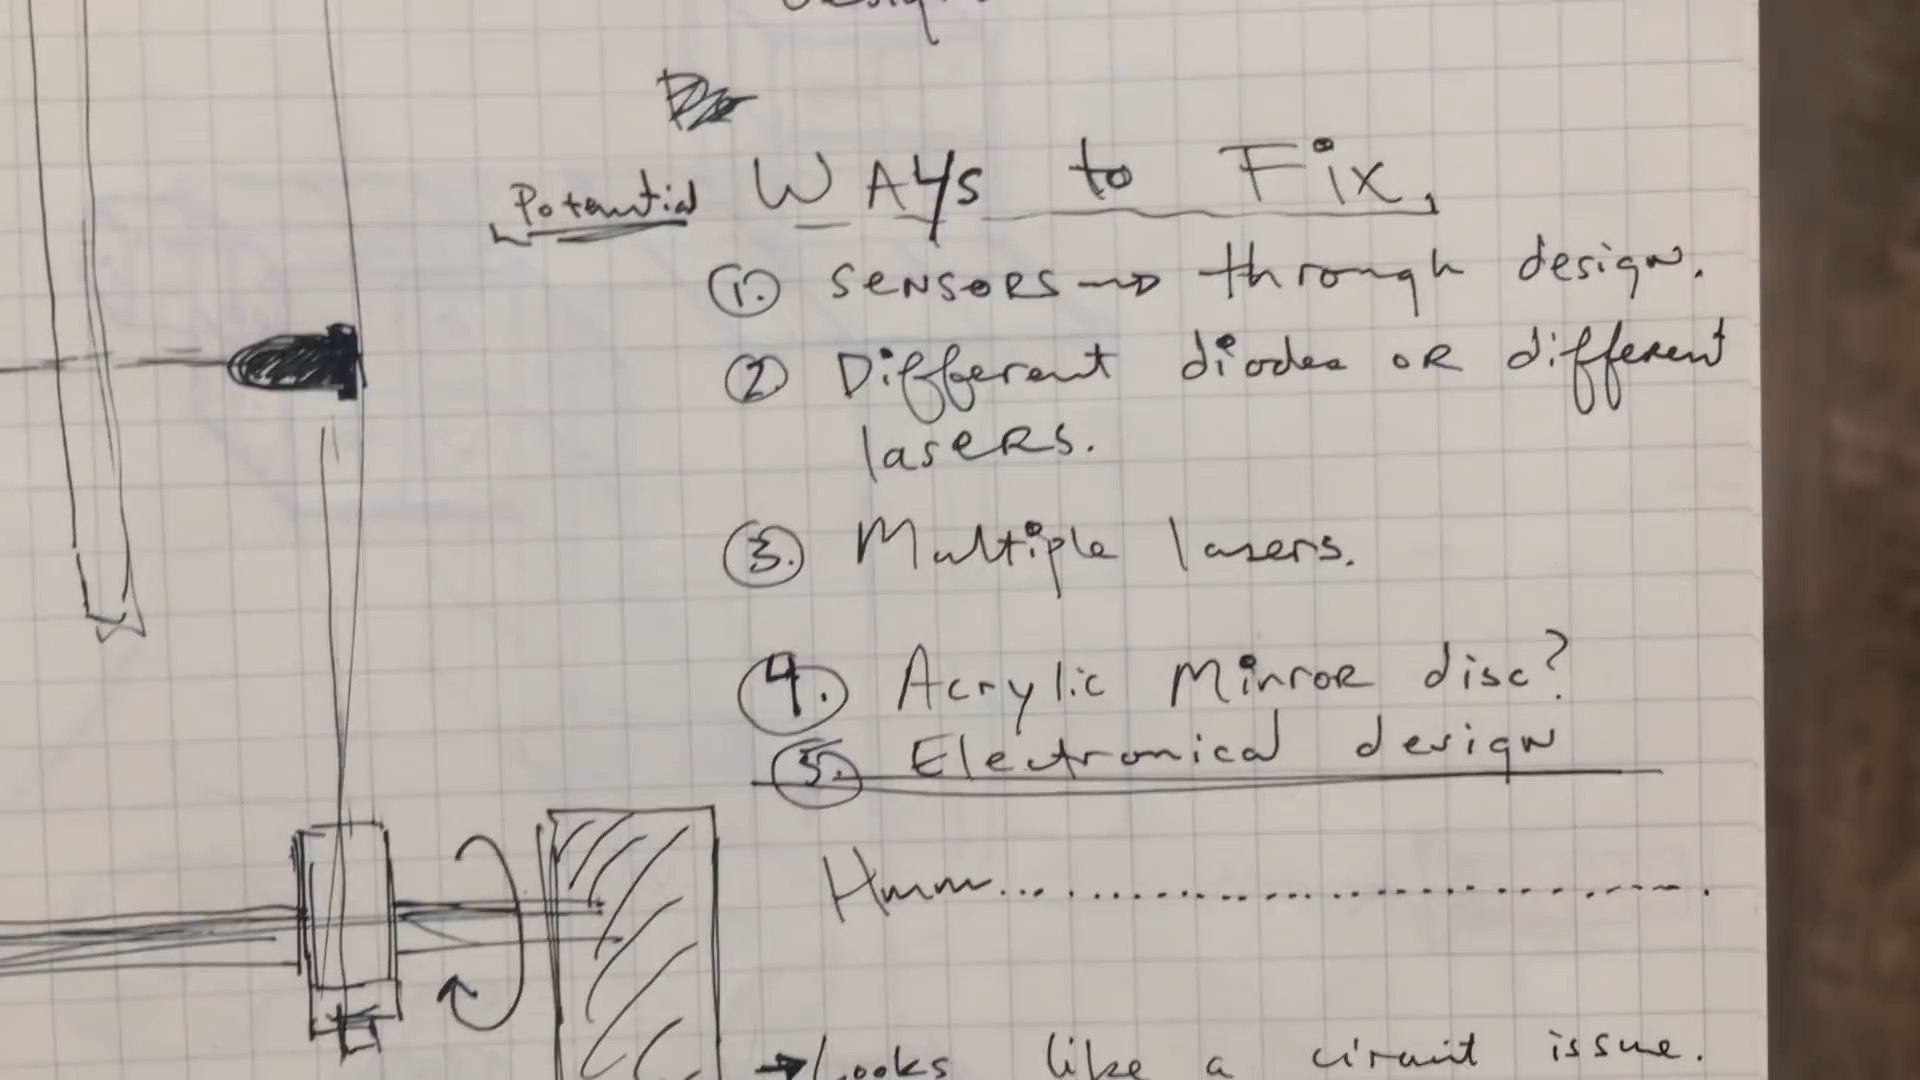 Potential WAYS to Fix.
①. SENSORS → through design.
② Different diodes OR different
lasers.
③. Multiple lasers.
④. Acrylic Mirror disc?
⑤. Electronical design
Hmm..................................
→ Looks like a circuit issue.